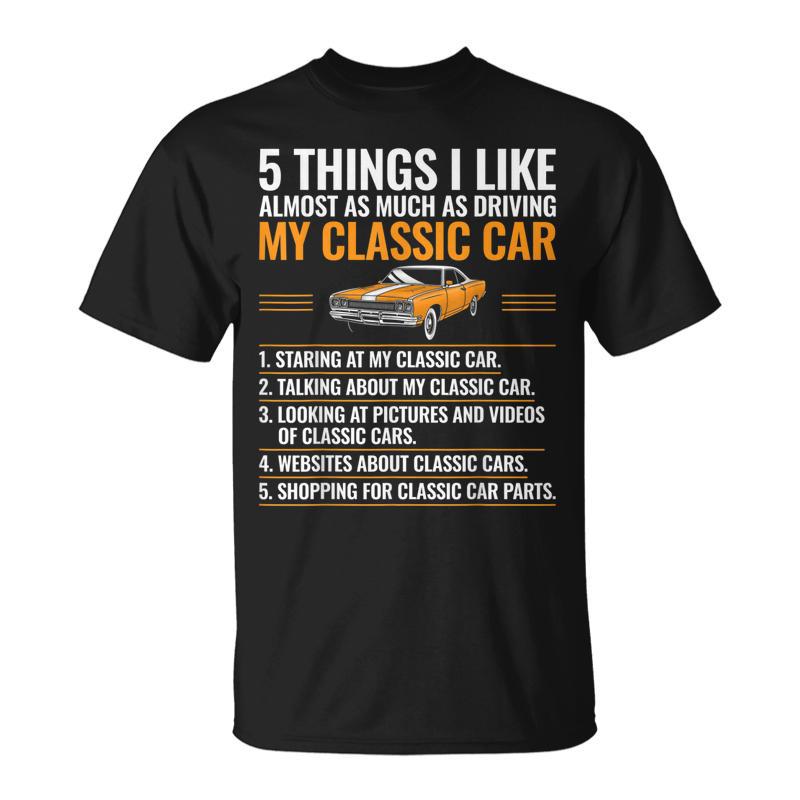 5 THINGS I LIKE
ALMOST AS MUCH AS DRIVING
MY CLASSIC CAR
1. STARING AT MY CLASSIC CAR.
2. TALKING ABOUT MY CLASSIC CAR.
3. LOOKING AT PICTURES AND VIDEOS
OF CLASSIC CARS.
4. WEBSITES ABOUT CLASSIC CARS.
5. SHOPPING FOR CLASSIC CAR PARTS.